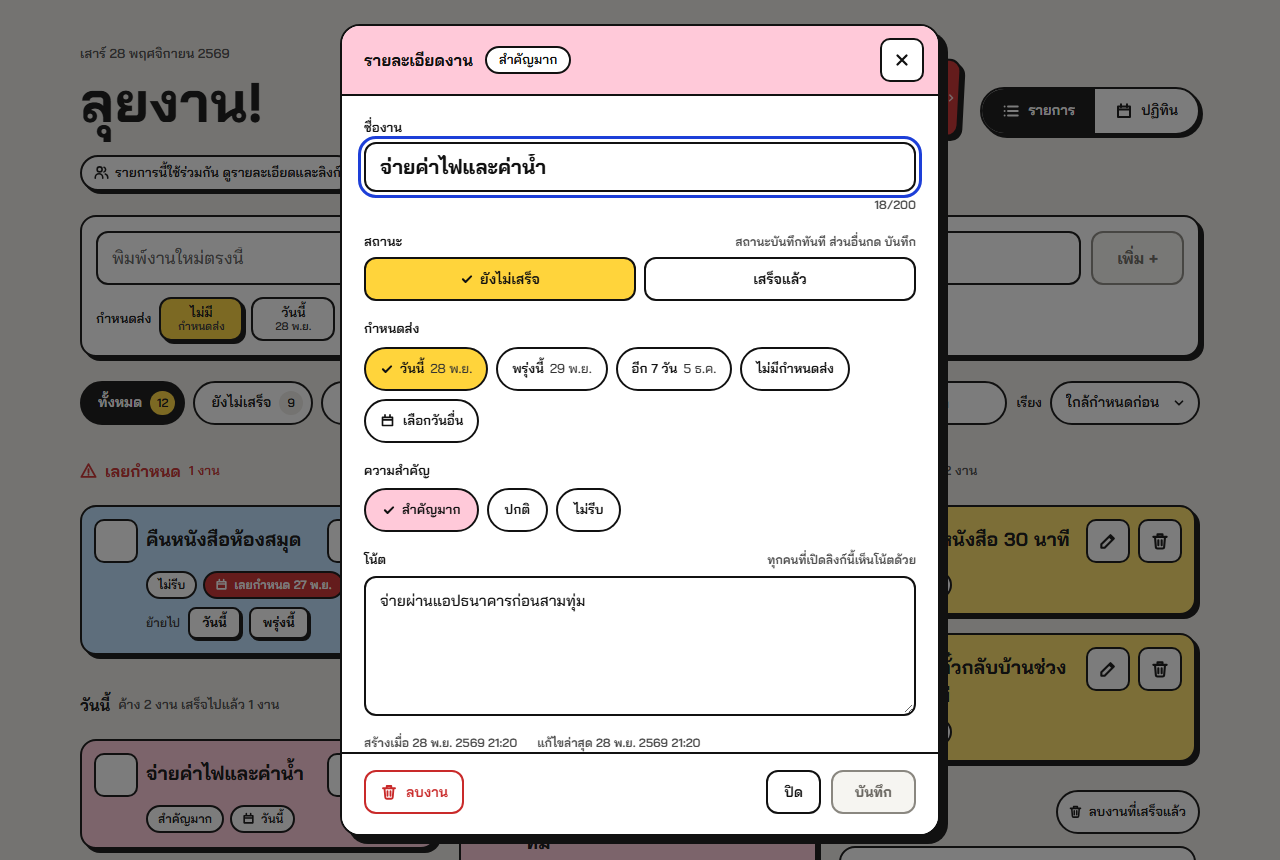 เสาร์ 28 พฤศจิกายน 2569
ลุยงาน!
รายการ
ปฏิทิน
รายการนี้ใช้ร่วมกัน ดูรายละเอียดและลิงก์
พิมพ์งานใหม่ตรงนี้
เพิ่ม +
กำหนดส่ง
ไม่มี
กำหนดส่ง
วันนี้
28 พ.ย.
ทั้งหมด 12
ยังไม่เสร็จ 9
เรียง
ใกล้กำหนดก่อน
เลยกำหนด 1 งาน
2 งาน
คืนหนังสือห้องสมุด
ไม่รีบ
เลยกำหนด 27 พ.ย.
ย้ายไป
วันนี้
พรุ่งนี้
วันนี้ ค้าง 2 งาน เสร็จไปแล้ว 1 งาน
จ่ายค่าไฟและค่าน้ำ
สำคัญมาก
วันนี้
หนังสือ 30 นาที
กลับบ้านช่วง
ลบงานที่เสร็จแล้ว
รายละเอียดงาน
สำคัญมาก
ชื่องาน
จ่ายค่าไฟและค่าน้ำ
18/200
สถานะ
สถานะบันทึกทันที ส่วนอื่นกด บันทึก
ยังไม่เสร็จ
เสร็จแล้ว
กำหนดส่ง
วันนี้ 28 พ.ย.
พรุ่งนี้ 29 พ.ย.
อีก 7 วัน 5 ธ.ค.
ไม่มีกำหนดส่ง
เลือกวันอื่น
ความสำคัญ
สำคัญมาก
ปกติ
ไม่รีบ
โน้ต
ทุกคนที่เปิดลิงก์นี้เห็นโน้ตด้วย
จ่ายผ่านแอปธนาคารก่อนสามทุ่ม
สร้างเมื่อ 28 พ.ย. 2569 21:20
แก้ไขล่าสุด 28 พ.ย. 2569 21:20
ลบงาน
ปิด
บันทึก